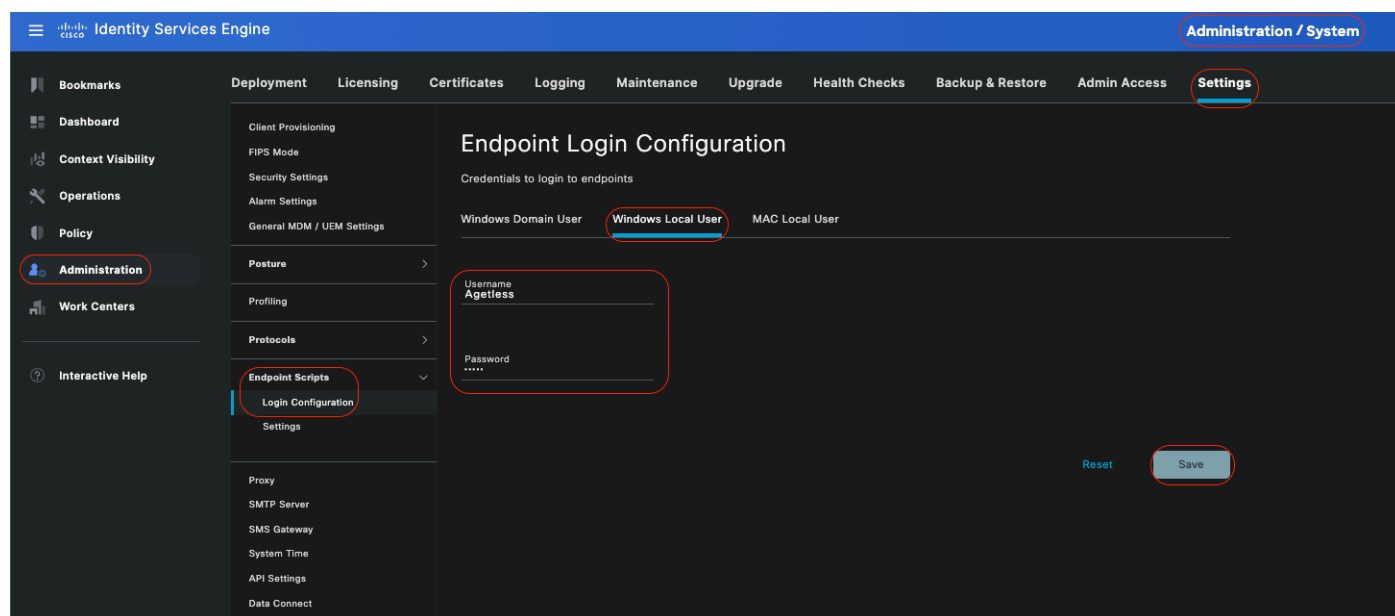 cisco Identity Services Engine
Administration / System
Bookmarks
Dashboard
Context Visibility
Operations
Policy
Administration
Work Centers
Interactive Help
Deployment Licensing Certificates Logging Maintenance Upgrade Health Checks Backup & Restore Admin Access Settings
Client Provisioning
FIPS Mode
Security Settings
Alarm Settings
General MDM / UEM Settings
Posture
Profiling
Protocols
Endpoint Scripts
Login Configuration
Settings
Proxy
SMTP Server
SMS Gateway
System Time
API Settings
Data Connect
Endpoint Login Configuration
Credentials to login to endpoints
Windows Domain User Windows Local User MAC Local User
Username
Agetless
Password
•••••
Reset Save